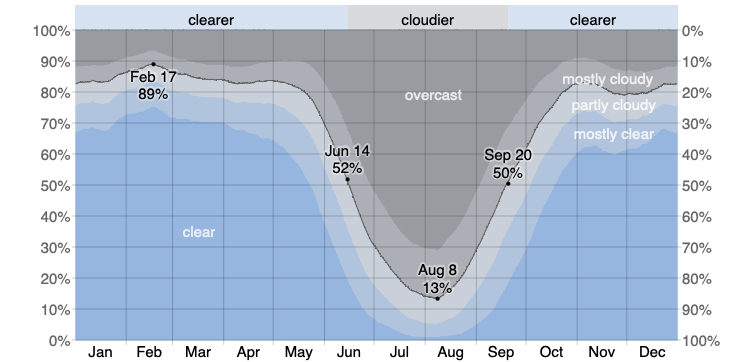 clearer cloudier clearer
100% 0%
90% 10%
80% 20%
70% 30%
60% 40%
50% 50%
40% 60%
30% 70%
20% 80%
10% 90%
0% 100%
Feb 17
89%
mostly cloudy
overcast
partly cloudy
mostly clear
Jun 14
52%
Sep 20
50%
clear
Aug 8
13%
Jan Feb Mar Apr May Jun Jul Aug Sep Oct Nov Dec